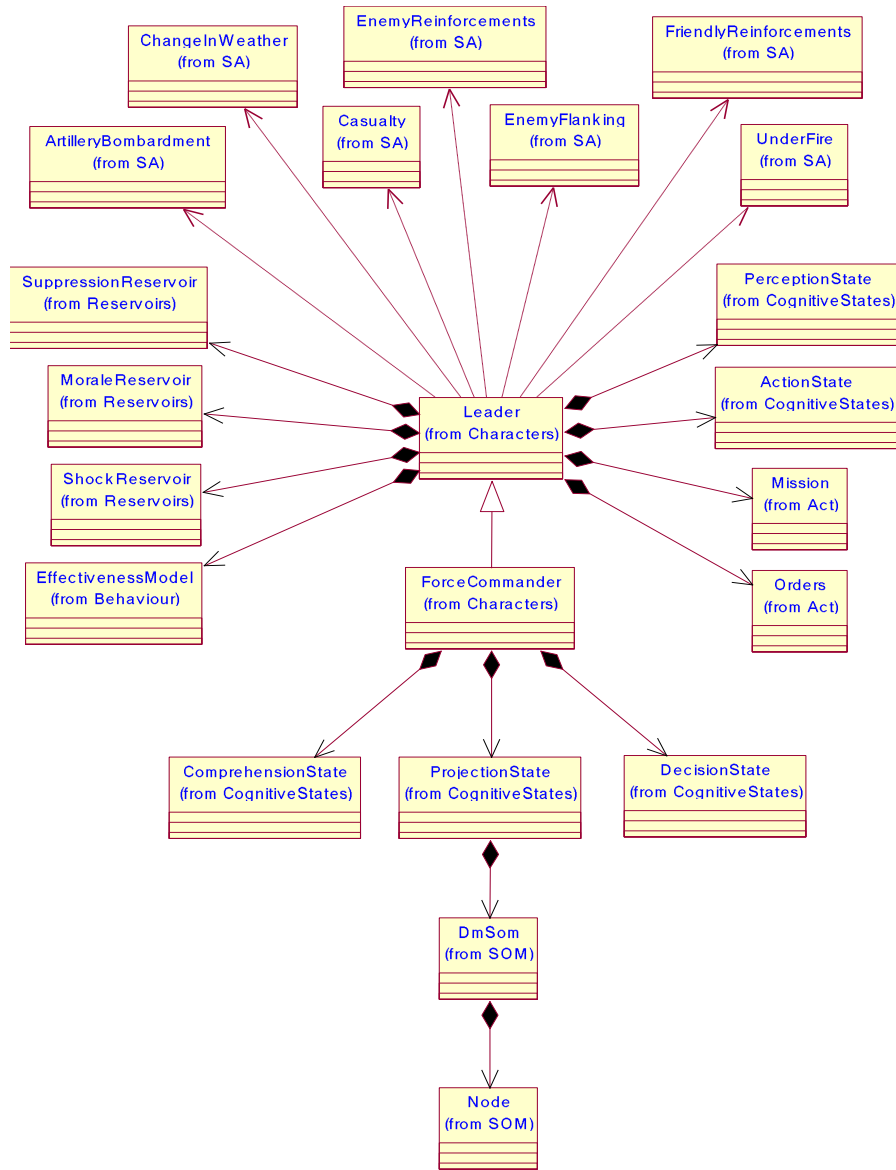 EnemyReinforcements
(from SA)
FriendlyReinforcements
(from SA)
ChangeInWeather
(from SA)
Casualty
(from SA)
EnemyFlanking
(from SA)
ArtilleryBombardment
(from SA)
UnderFire
(from SA)
SuppressionReservoir
(from Reservoirs)
PerceptionState
(from CognitiveStates)
MoraleReservoir
(from Reservoirs)
ActionState
(from CognitiveStates)
Leader
(from Characters)
ShockReservoir
(from Reservoirs)
Mission
(from Act)
EffectivenessModel
(from Behaviour)
ForceCommander
(from Characters)
Orders
(from Act)
ComprehensionState
(from CognitiveStates)
ProjectionState
(from CognitiveStates)
DecisionState
(from CognitiveStates)
DmSom
(from SOM)
Node
(from SOM)